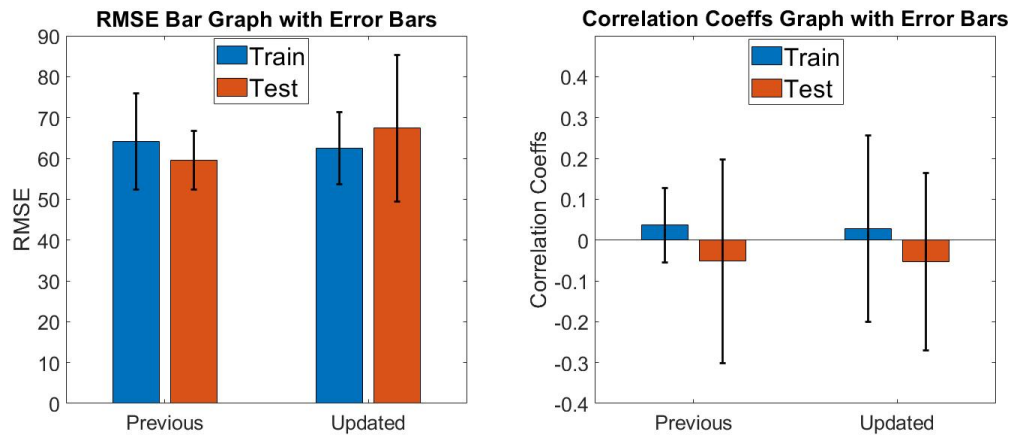 RMSE Bar Graph with Error Bars
90
80
70
60
50
40
30
20
10
0
RMSE
Train
Test
Previous
Updated
Correlation Coeffs Graph with Error Bars
0.4
0.3
0.2
0.1
0
-0.1
-0.2
-0.3
-0.4
Correlation Coeffs
Train
Test
Previous
Updated